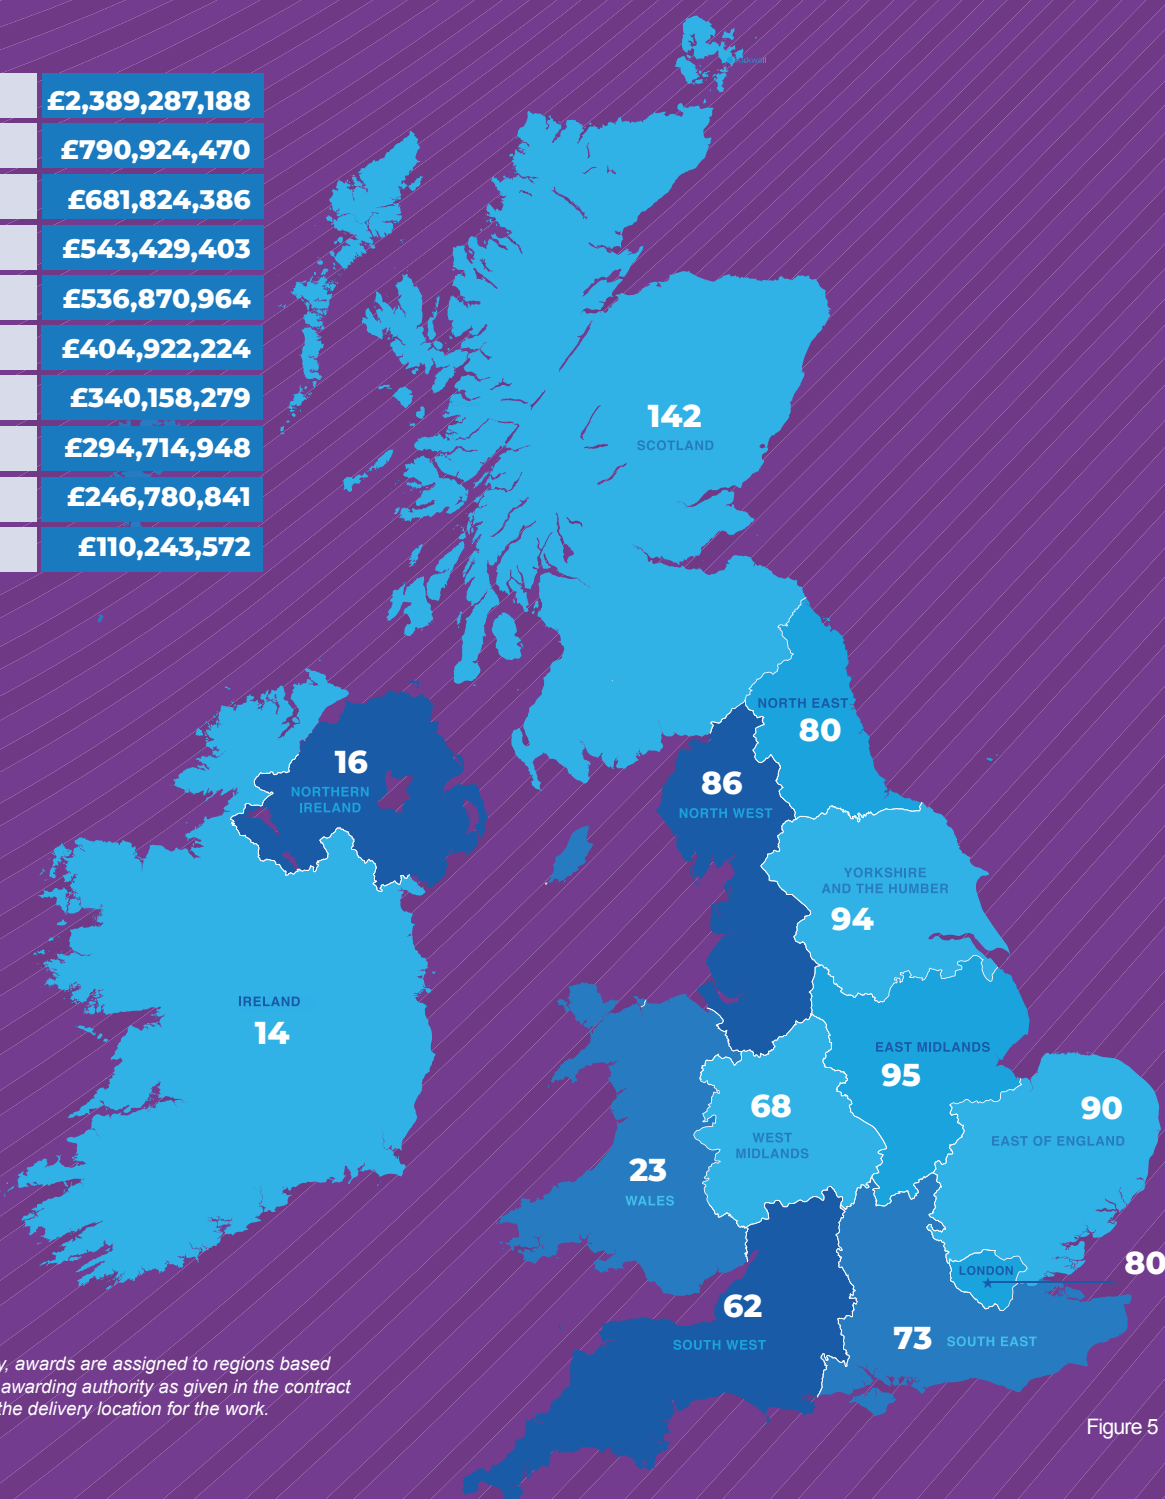 £2,389,287,188
£790,924,470
£681,824,386
£543,429,403
£536,870,964
£404,922,224
£340,158,279
£294,714,948
£246,780,841
£110,243,572
142
SCOTLAND
NORTH EAST
80
16
NORTHERN
IRELAND
86
NORTH WEST
YORKSHIRE
AND THE HUMBER
94
IRELAND
14
EAST MIDLANDS
95
68
WEST
MIDLANDS
90
EAST OF ENGLAND
23
WALES
LONDON
80
62
SOUTH WEST
73 SOUTH EAST
y, awards are assigned to regions based
awarding authority as given in the contract
the delivery location for the work.
Figure 5